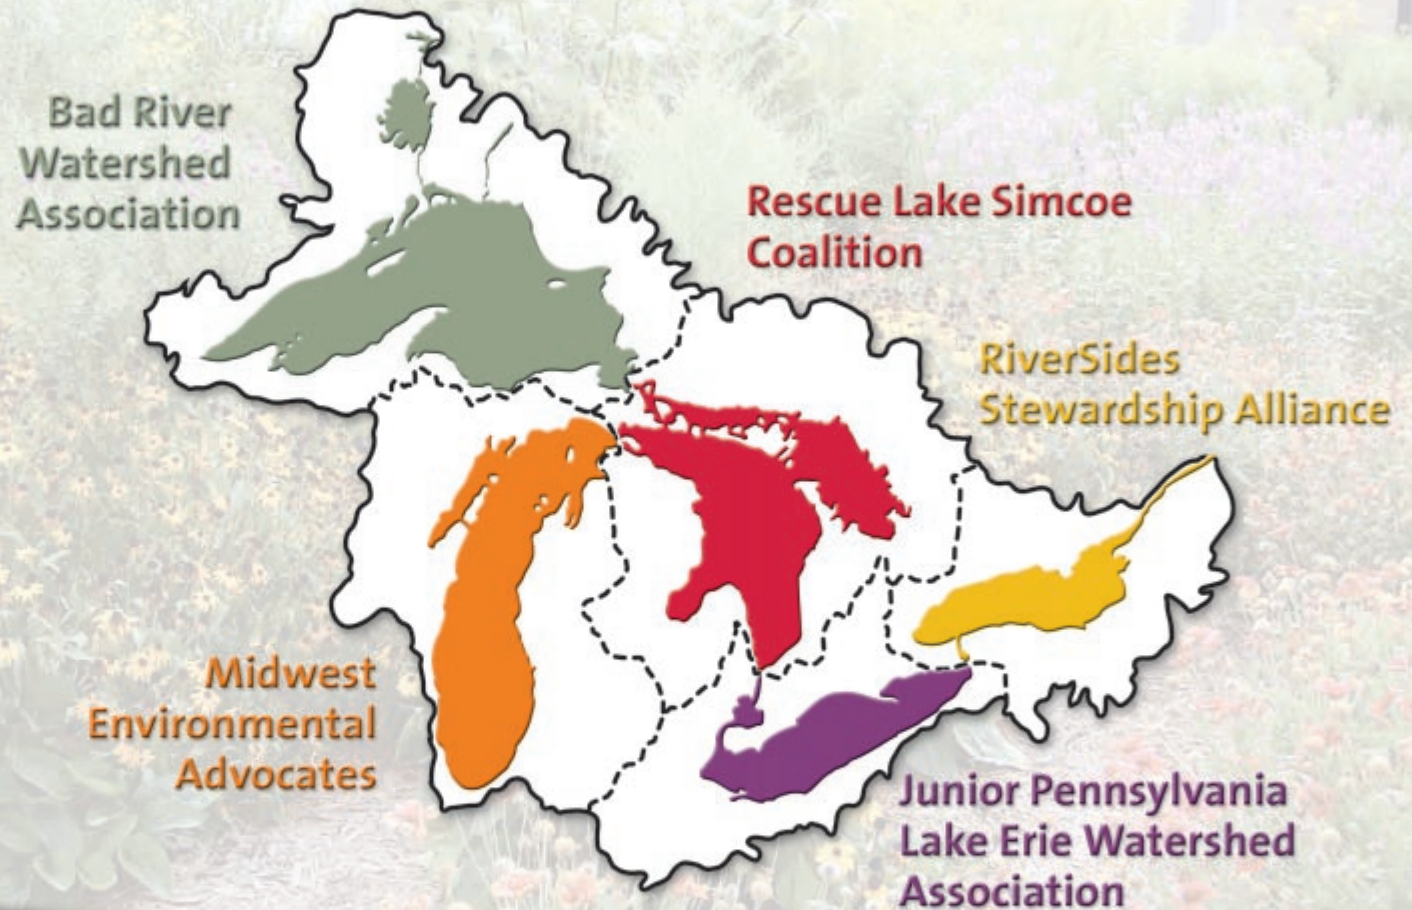 Bad River
Watershed
Association
Rescue Lake Simcoe
Coalition
RiverSides
Stewardship Alliance
Midwest
Environmental
Advocates
Junior Pennsylvania
Lake Erie Watershed
Association